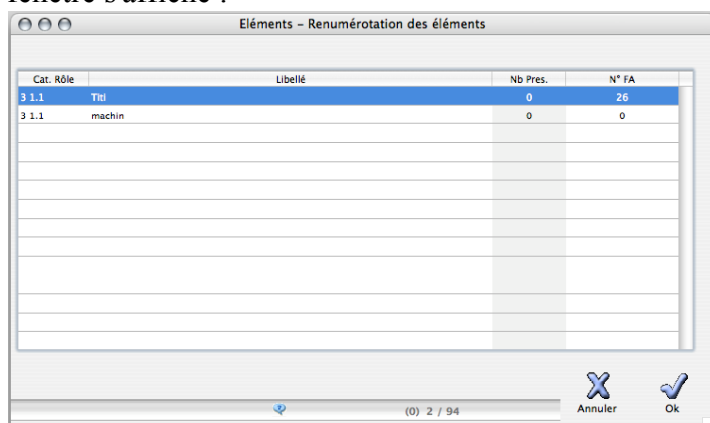 fenêtre s'affiche :
Eléments – Renumérotation des éléments
Cat. Rôle Libellé Nb Pres. N° FA
3 1.1 Titi 0 26
3 1.1 machin 0 0
(0) 2 / 94
Annuler Ok